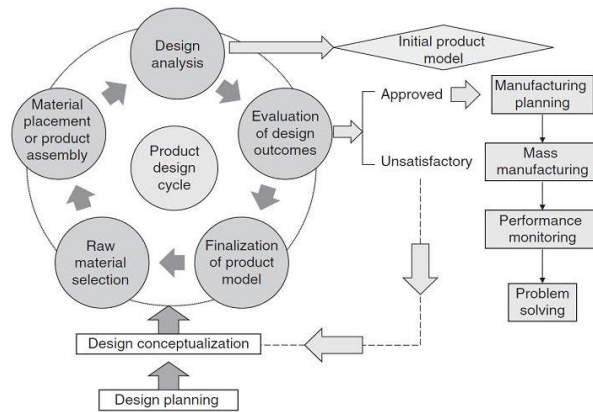 Design
analysis
Initial product
model
Material
placement
or product
assembly
Evaluation
of design
outcomes
Approved
Manufacturing
planning
Product
design
cycle
Unsatisfactory
Mass
manufacturing
Raw
material
selection
Finalization
of product
model
Performance
monitoring
Problem
solving
Design conceptualization
Design planning